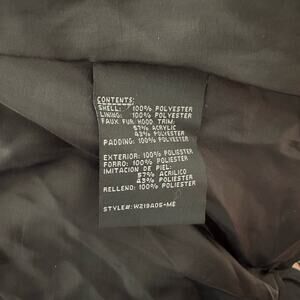 CONTENTS:
SHELL: 100% POLYESTER
LINING: 100% POLYESTER
FAUX FUR HOOD TRIM:
57% ACRYLIC
43% POLYESTER
PADDING: 100% POLYESTER
EXTERIOR: 100% POLIESTER
FORRO: 100% POLIESTER
IMITACION DE PIEL:
57% ACRILICO
43% POLIESTER
RELLENO: 100% POLIESTER
STYLE#: W219A05-ME